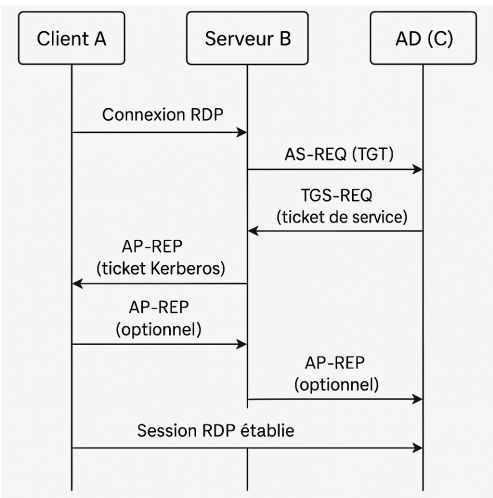 Client A
Serveur B
AD (C)
Connexion RDP
AS-REQ (TGT)
TGS-REQ
(ticket de service)
AP-REP
(ticket Kerberos)
AP-REP
(optionnel)
AP-REP
(optionnel)
Session RDP établie